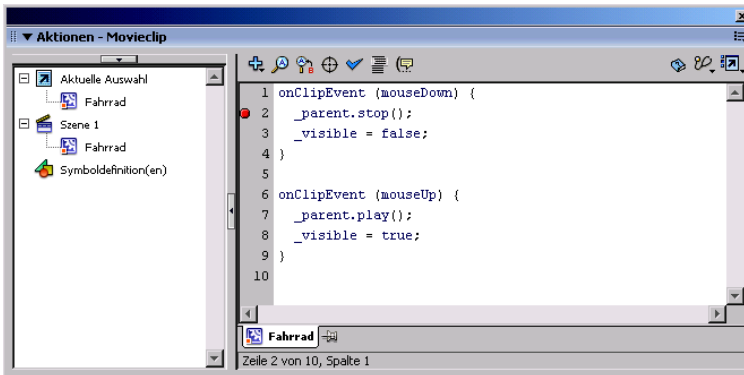 Aktionen - Movieclip
Aktuelle Auswahl
Fahrrad
Szene 1
Fahrrad
Symboldefinition(en)
1 onClipEvent (mouseDown) {
2 _parent.stop();
3 _visible = false;
4 }
5
6 onClipEvent (mouseUp) {
7 _parent.play();
8 _visible = true;
9 }
10
Fahrrad
Zeile 2 von 10, Spalte 1